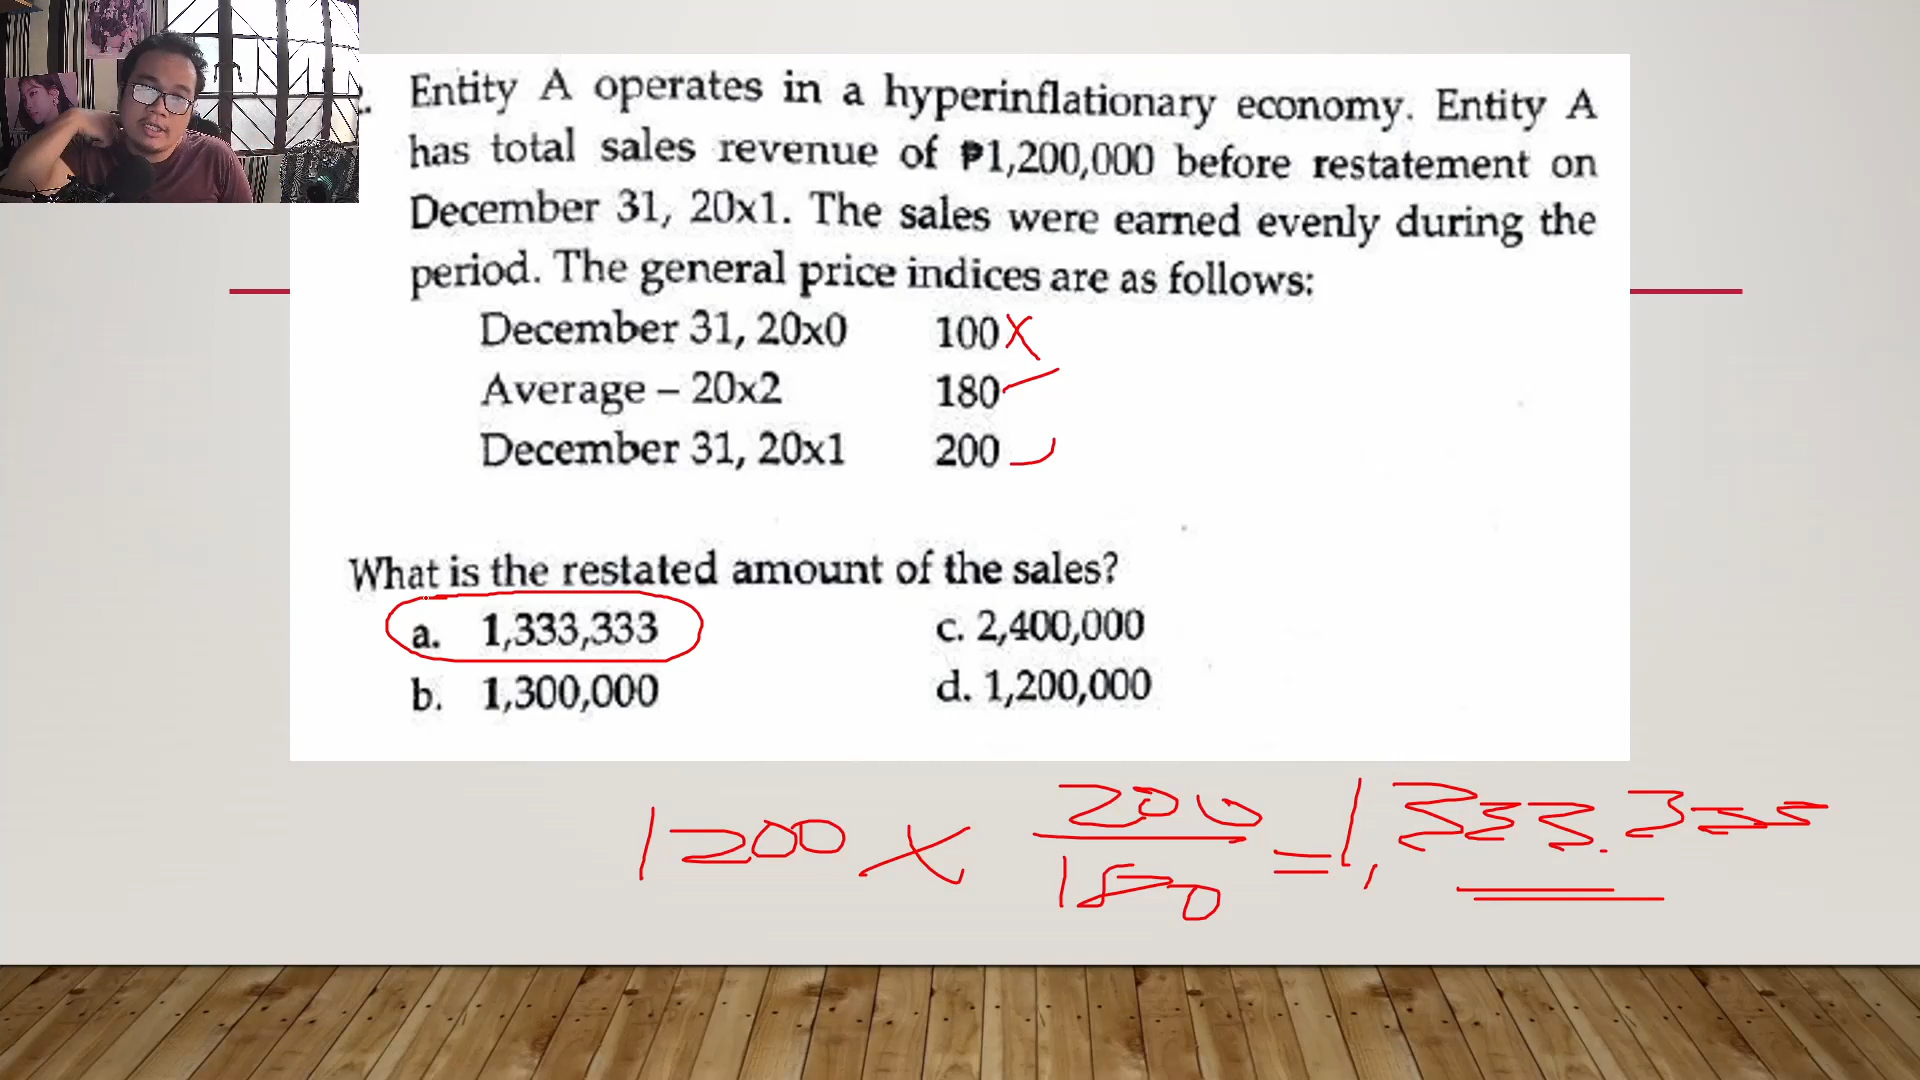 Entity A operates in a hyperinflationary economy. Entity A
has total sales revenue of ₱1,200,000 before restatement on
December 31, 20x1. The sales were earned evenly during the
period. The general price indices are as follows:
December 31, 20x0 100 X
Average – 20x2 180
December 31, 20x1 200
What is the restated amount of the sales?
a. 1,333,333 c. 2,400,000
b. 1,300,000 d. 1,200,000
1200 x 200
180
= 1,333.333